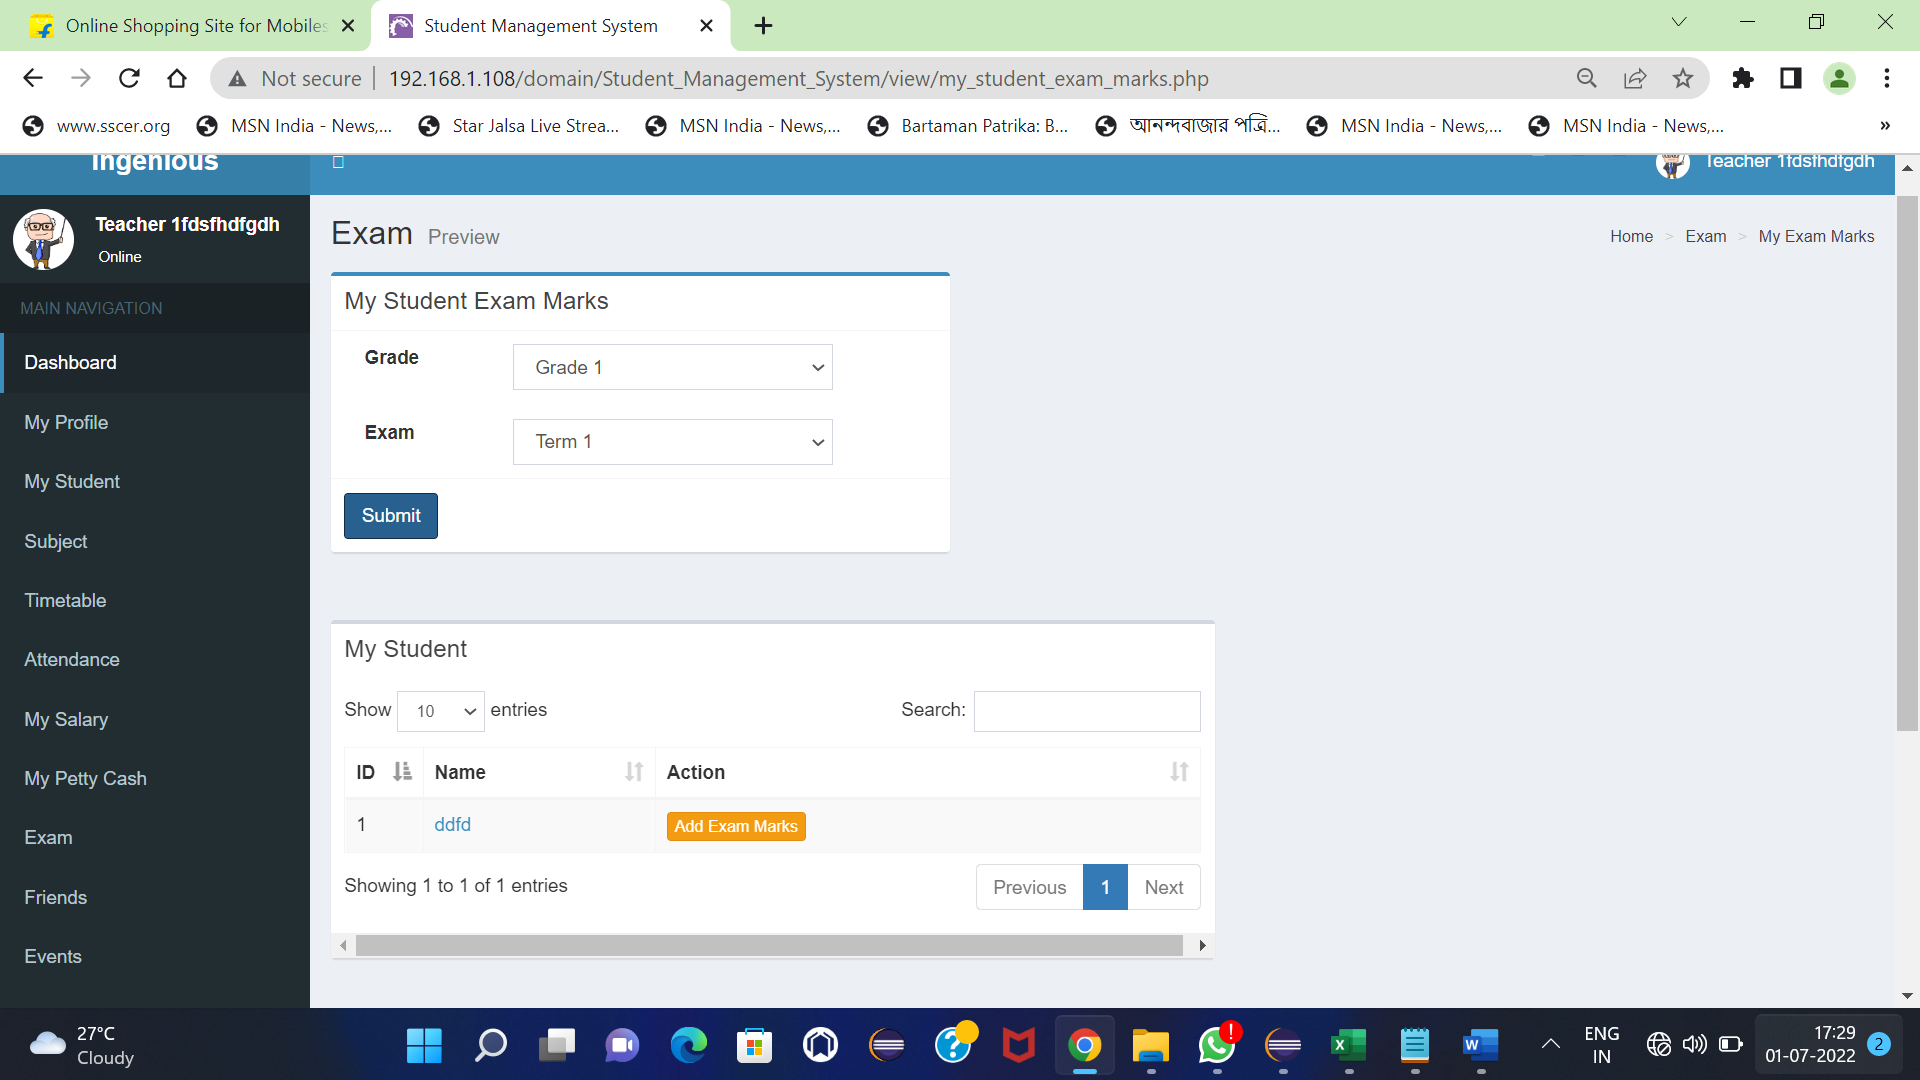 Online Shopping Site for Mobiles
Student Management System
Not secure
192.168.1.108/domain/Student_Management_System/view/my_student_exam_marks.php
www.sscer.org
MSN India - News,...
Star Jalsa Live Strea...
MSN India - News,...
Bartaman Patrika: B...
আনন্দবাজার পত্রি...
MSN India - News,...
MSN India - News,...
»
Ingenious
Teacher 1fdsfhdfgdh
Teacher 1fdsfhdfgdh
Online
MAIN NAVIGATION
Dashboard
My Profile
My Student
Subject
Timetable
Attendance
My Salary
My Petty Cash
Exam
Friends
Events
Exam Preview
Home > Exam > My Exam Marks
My Student Exam Marks
Grade
Grade 1
Exam
Term 1
Submit
My Student
Show 10 entries
Search:
ID Name Action
1 ddfd Add Exam Marks
Showing 1 to 1 of 1 entries
Previous 1 Next
27°C
Cloudy
ENG
IN
17:29
01-07-2022
2